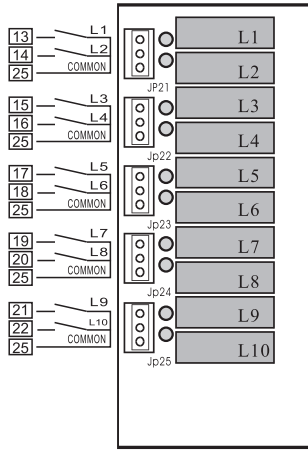 13 L1
14 L2
25 COMMON
JP21
L1
L2
15 L3
16 L4
25 COMMON
Jp22
L3
L4
17 L5
18 L6
25 COMMON
Jp23
L5
L6
19 L7
20 L8
25 COMMON
Jp24
L7
L8
21 L9
22 L10
25 COMMON
Jp25
L9
L10